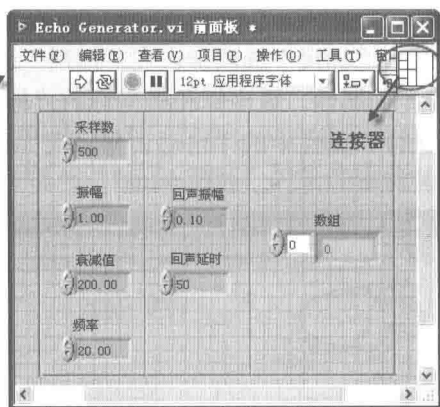 Echo Generator.vi 前面板 *
文件(F) 编辑(E) 查看(V) 项目(P) 操作(O) 工具(T) 窗口
12pt 应用程序字体
连接器
采样数
500
振幅
1.00
回声振幅
0.10
数组
0
0
衰减值
200.00
回声延时
50
频率
20.00